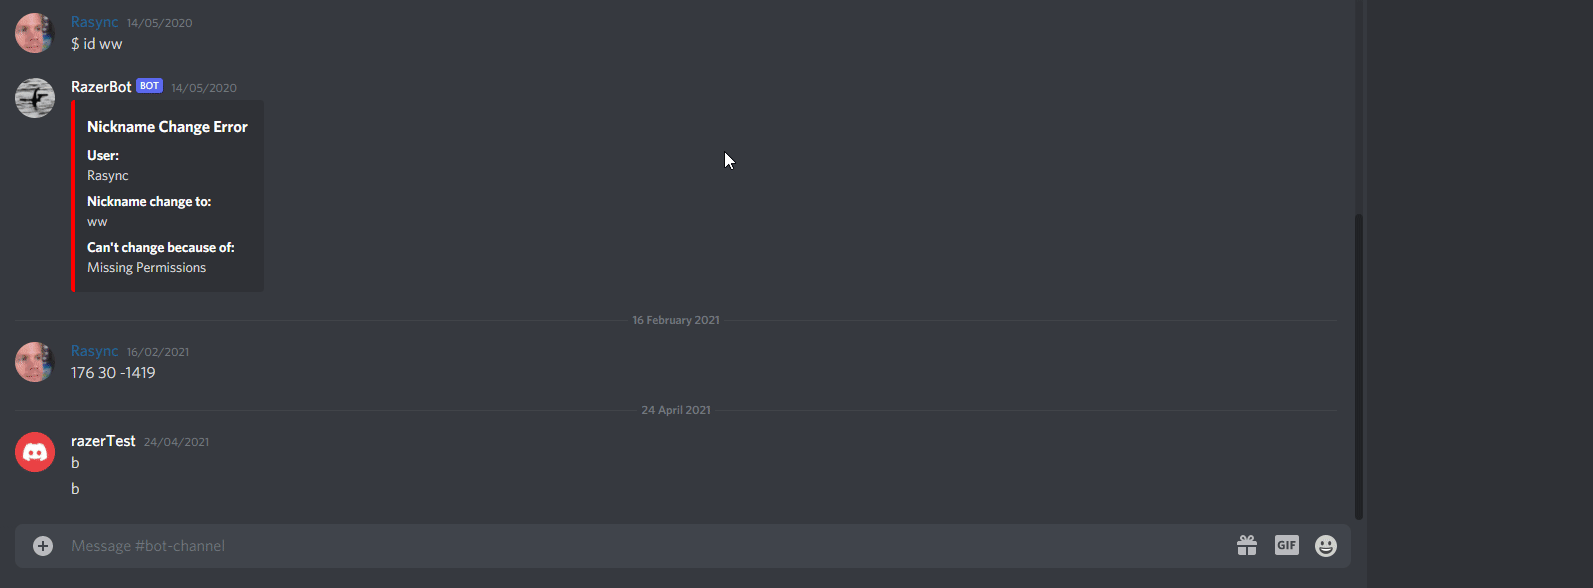 Rasync 14/05/2020
$ id ww
RazerBot BOT 14/05/2020
Nickname Change Error
User:
Rasync
Nickname change to:
ww
Can't change because of:
Missing Permissions
16 February 2021
Rasync 16/02/2021
176 30 -1419
24 April 2021
razerTest 24/04/2021
b
b
Message #bot-channel
GIF